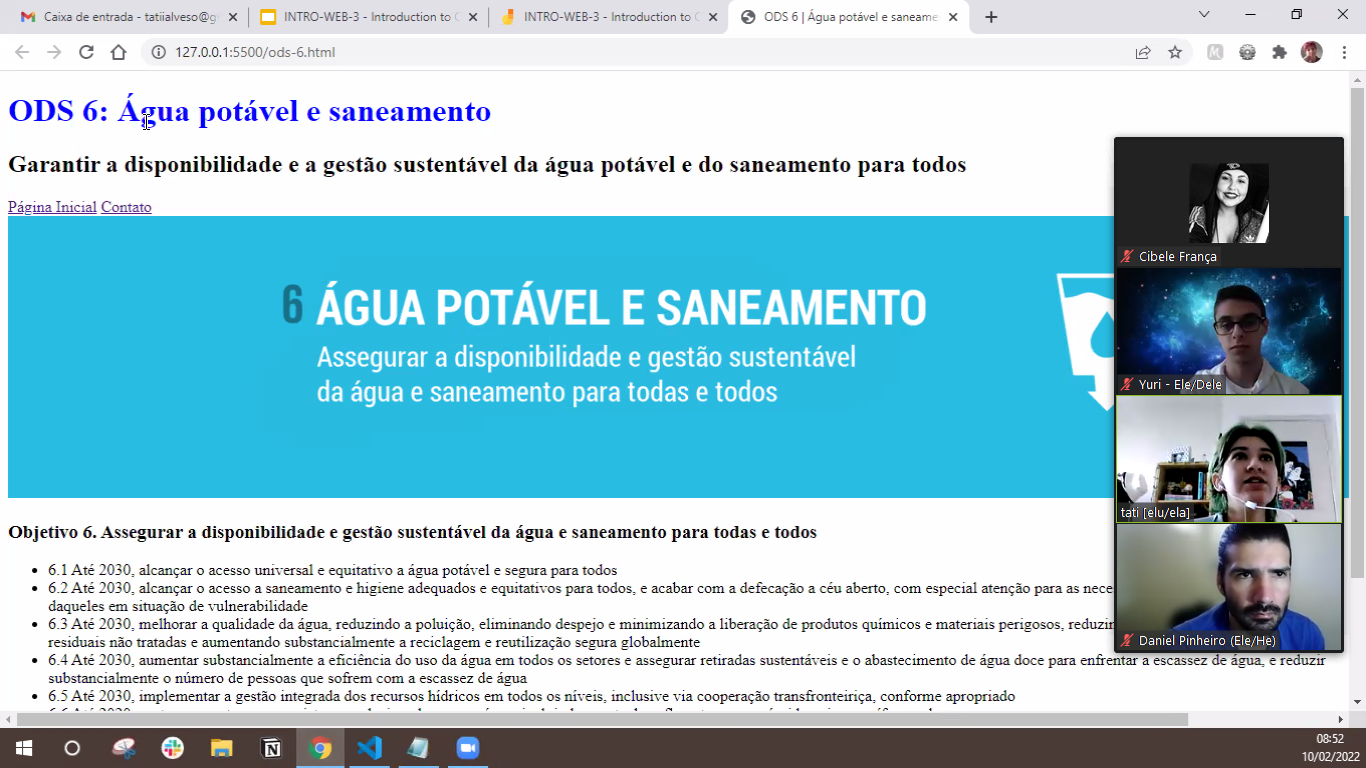 Caixa de entrada - tatiialveso@g
INTRO-WEB-3 - Introduction to C
INTRO-WEB-3 - Introduction to C
ODS 6 | Água potável e saneame
127.0.0.1:5500/ods-6.html
ODS 6: Água potável e saneamento
Garantir a disponibilidade e a gestão sustentável da água potável e do saneamento para todos
Página Inicial Contato
6 ÁGUA POTÁVEL E SANEAMENTO
Assegurar a disponibilidade e gestão sustentável
da água e saneamento para todas e todos
Cibele França
Yuri - Ele/Dele
tati [elu/ela]
Daniel Pinheiro (Ele/He)
Objetivo 6. Assegurar a disponibilidade e gestão sustentável da água e saneamento para todas e todos
6.1 Até 2030, alcançar o acesso universal e equitativo a água potável e segura para todos
6.2 Até 2030, alcançar o acesso a saneamento e higiene adequados e equitativos para todos, e acabar com a defecação a céu aberto, com especial atenção para as nece
daqueles em situação de vulnerabilidade
6.3 Até 2030, melhorar a qualidade da água, reduzindo a poluição, eliminando despejo e minimizando a liberação de produtos químicos e materiais perigosos, reduzin
residuais não tratadas e aumentando substancialmente a reciclagem e reutilização segura globalmente
6.4 Até 2030, aumentar substancialmente a eficiência do uso da água em todos os setores e assegurar retiradas sustentáveis e o abastecimento de água doce para enfrentar a escassez de água, e reduzir
substancialmente o número de pessoas que sofrem com a escassez de água
6.5 Até 2030, implementar a gestão integrada dos recursos hídricos em todos os níveis, inclusive via cooperação transfronteiriça, conforme apropriado
08:52
10/02/2022